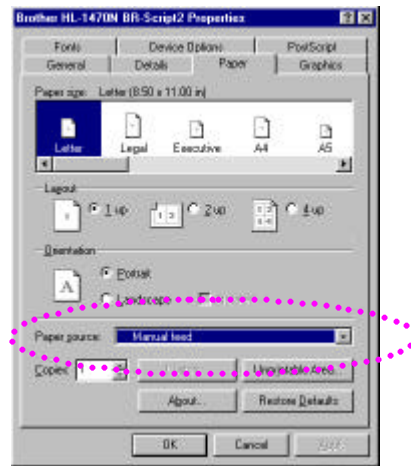 Brother HL-1470N BR-Script2 Properties
Fonts Device Options PostScript
General Details Paper Graphics
Paper size: Letter (8.50 x 11.00 in)
Letter Legal Executive A4 A5
Layout
1 up 2 up 4 up
Orientation
Portrait
Landscape
Paper source: Manual feed
Copies: 1 Unprintable Area...
About... Restore Defaults
OK Cancel Apply